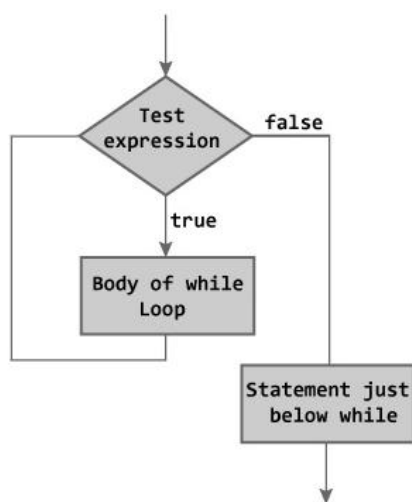 Test
expression
false
true
Body of while
Loop
Statement just
below while